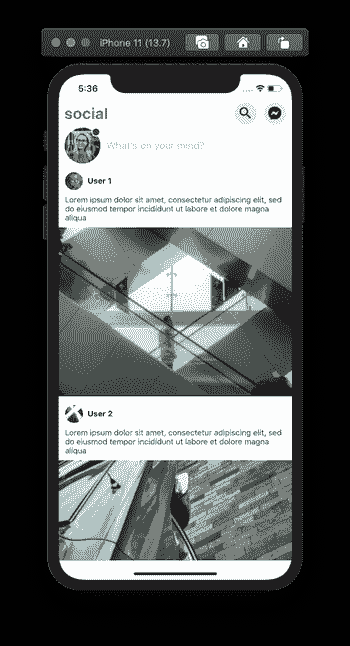 iPhone 11 (13.7)
5:36
social
What's on your mind?
User 1
Lorem ipsum dolor sit amet, consectetur adipiscing elit, sed
do eiusmod tempor incididunt ut labore et dolore magna
aliqua
User 2
Lorem ipsum dolor sit amet, consectetur adipiscing elit, sed
do eiusmod tempor incididunt ut labore et dolore magna
aliqua